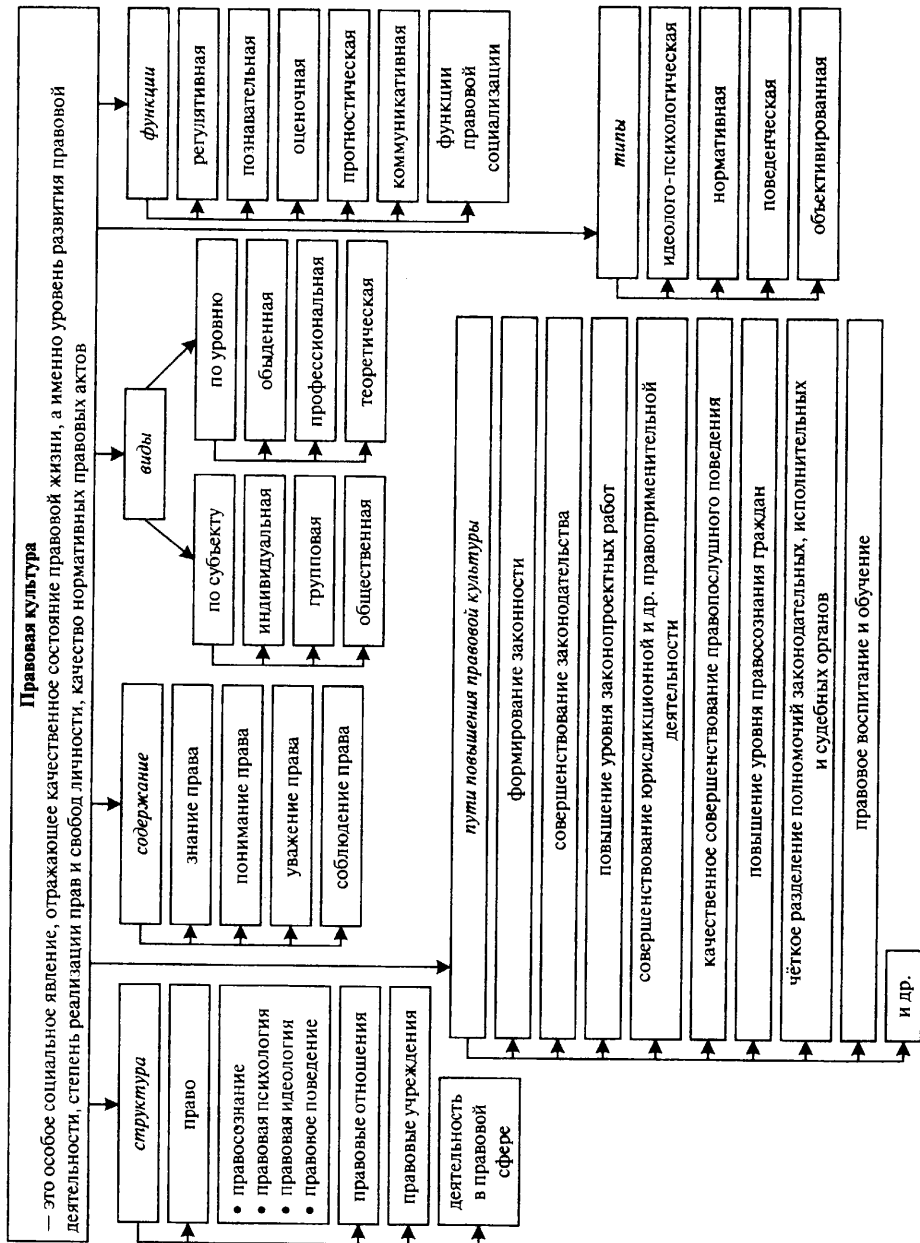 Правовая культура
— это особое социальное явление, отражающее качественное состояние правовой жизни, а именно уровень развития правовой
деятельности, степень реализации прав и свобод личности, качество нормативных правовых актов
структура
право
• правосознание
• правовая психология
• правовая идеология
• правовое поведение
правовые отношения
правовые учреждения
деятельность
в правовой
сфере
содержание
знание права
понимание права
уважение права
соблюдение права
виды
по субъекту
индивидуальная
групповая
общественная
по уровню
обыденная
профессиональная
теоретическая
функции
регулятивная
познавательная
оценочная
прогностическая
коммуникативная
функции
правовой
социализации
пути повышения правовой культуры
формирование законности
совершенствование законодательства
повышение уровня законопроектных работ
совершенствование юрисдикционной и др. правоприменительной
деятельности
качественное совершенствование правопослушного поведения
повышение уровня правосознания граждан
чёткое разделение полномочий законодательных, исполнительных
и судебных органов
правовое воспитание и обучение
и др.
типы
идеолого-психологическая
нормативная
поведенческая
объективированная